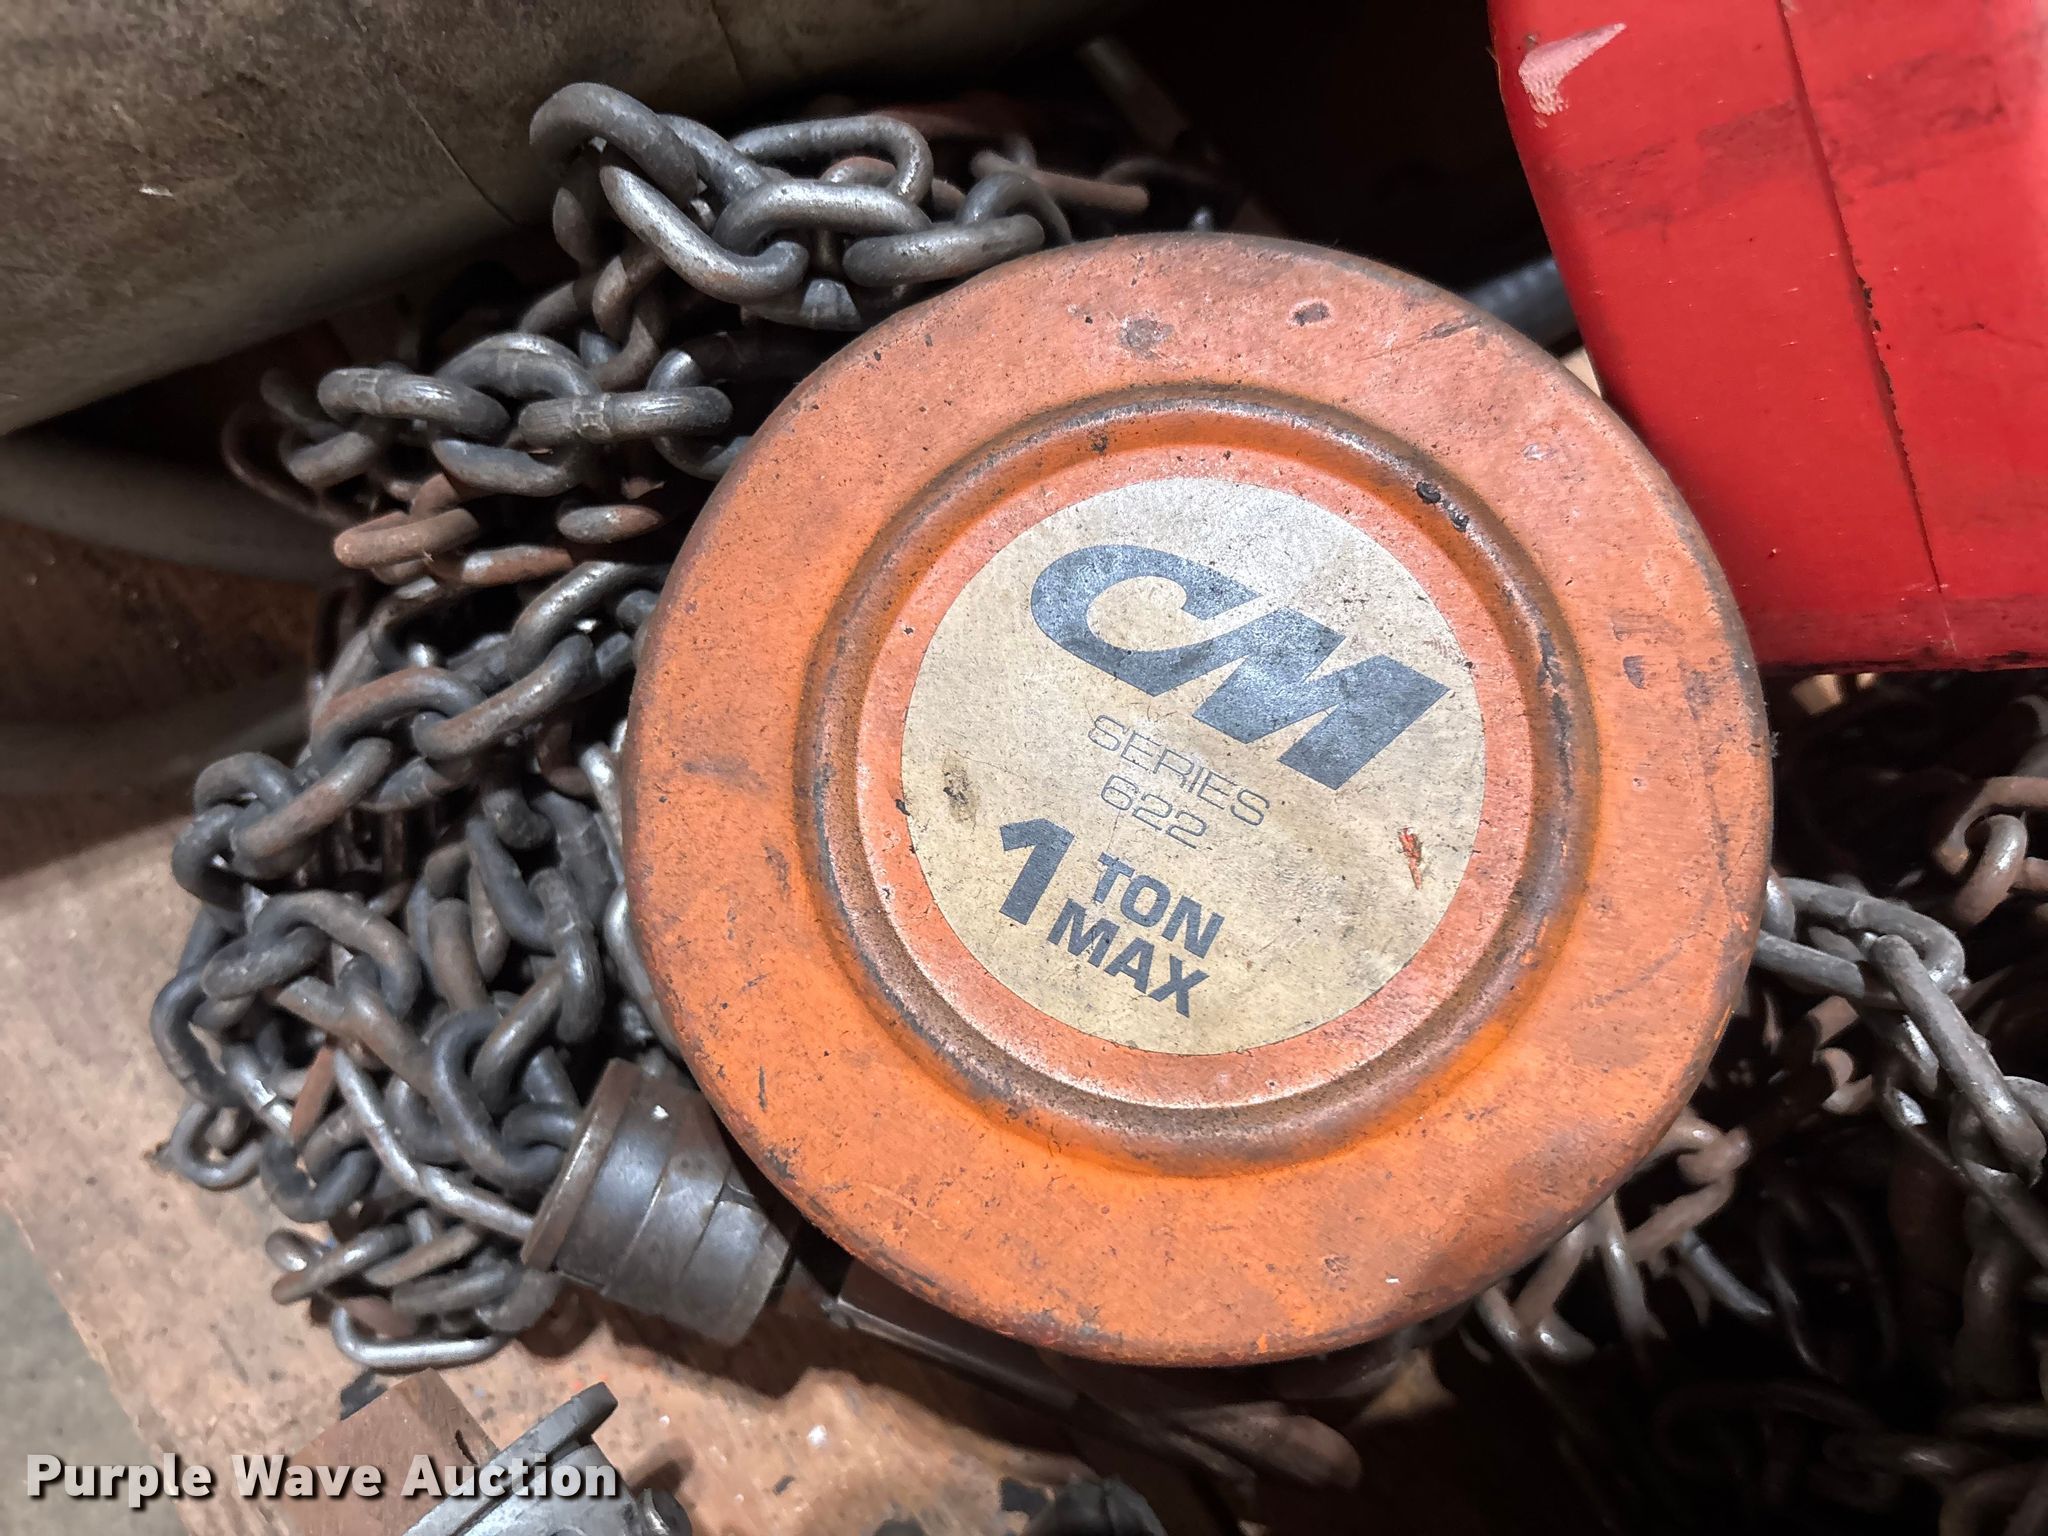 CM
SERIES
622
1 TON
MAX
Purple Wave Auction